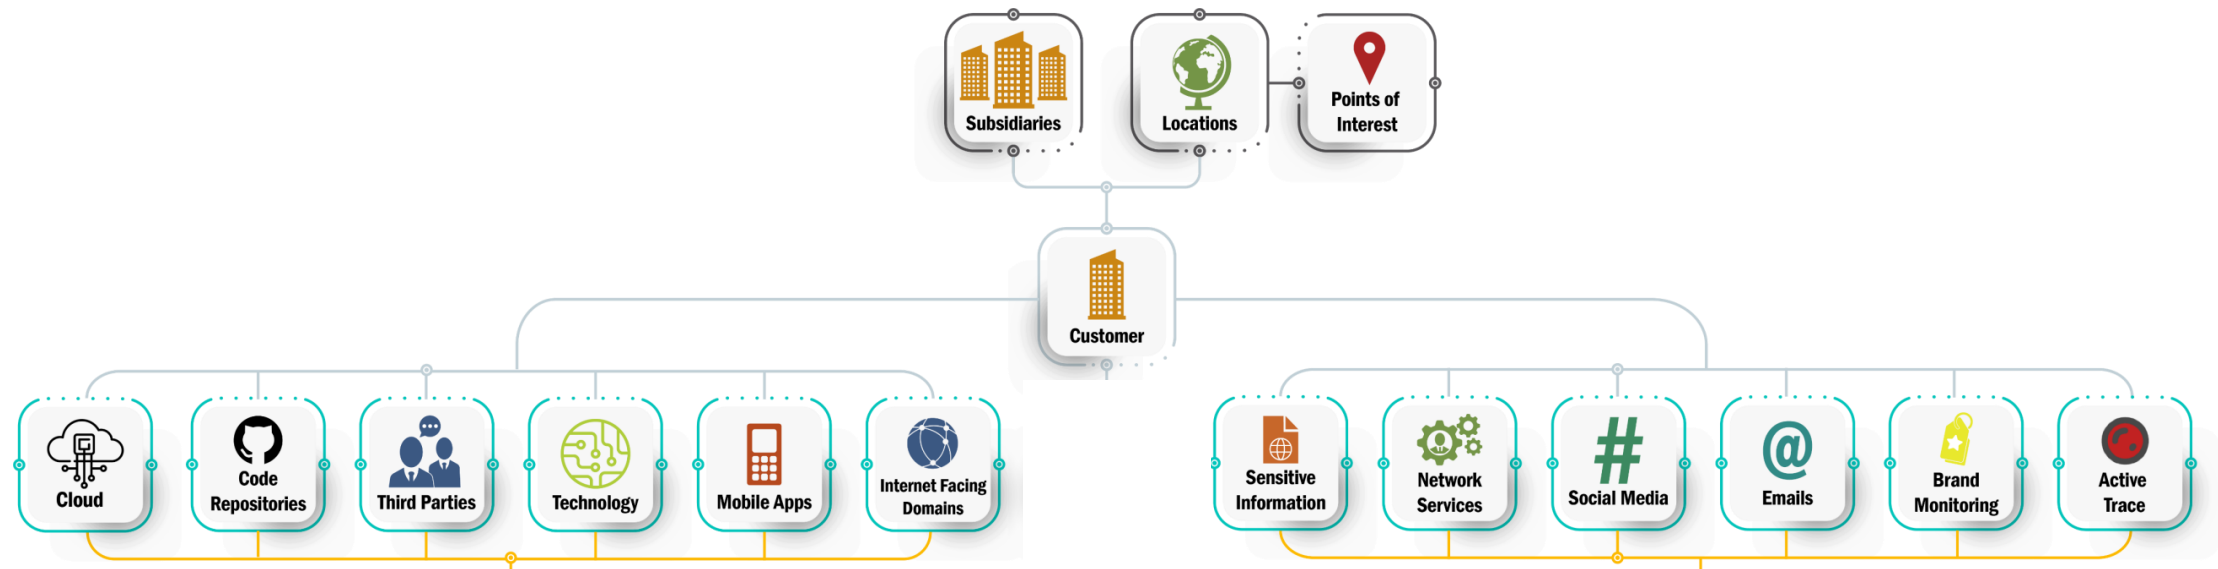 Subsidiaries
Locations
Points of
Interest
Customer
Cloud
Code
Repositories
Third Parties
Technology
Mobile Apps
Internet Facing
Domains
Sensitive
Information
Network
Services
#
Social Media
@
Emails
Brand
Monitoring
Active
Trace